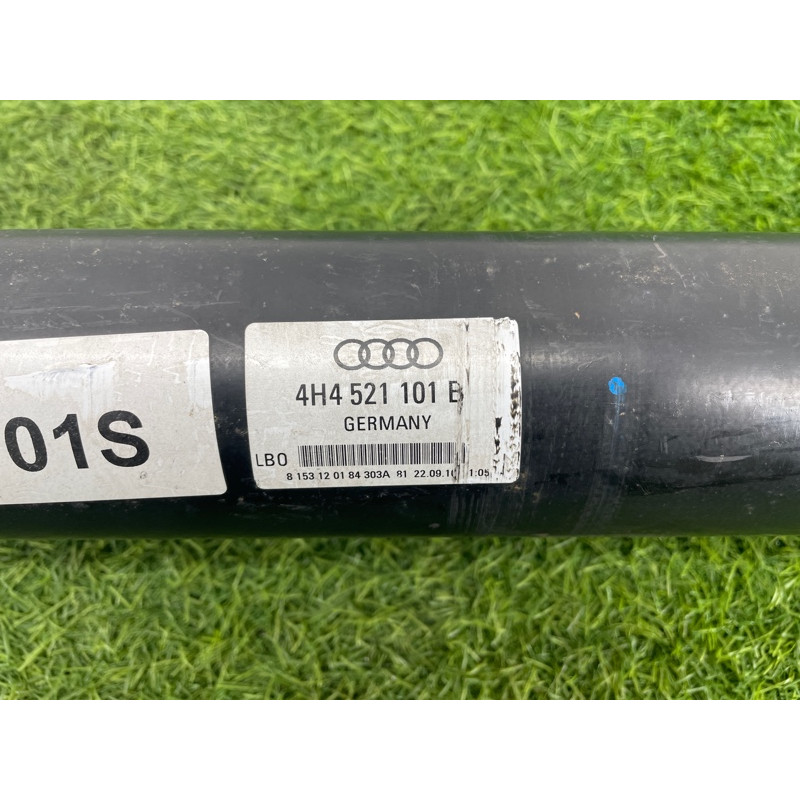 01S
4H4 521 101 B
GERMANY
LBO
8 153 12 01 84 303A 81 22.09.1